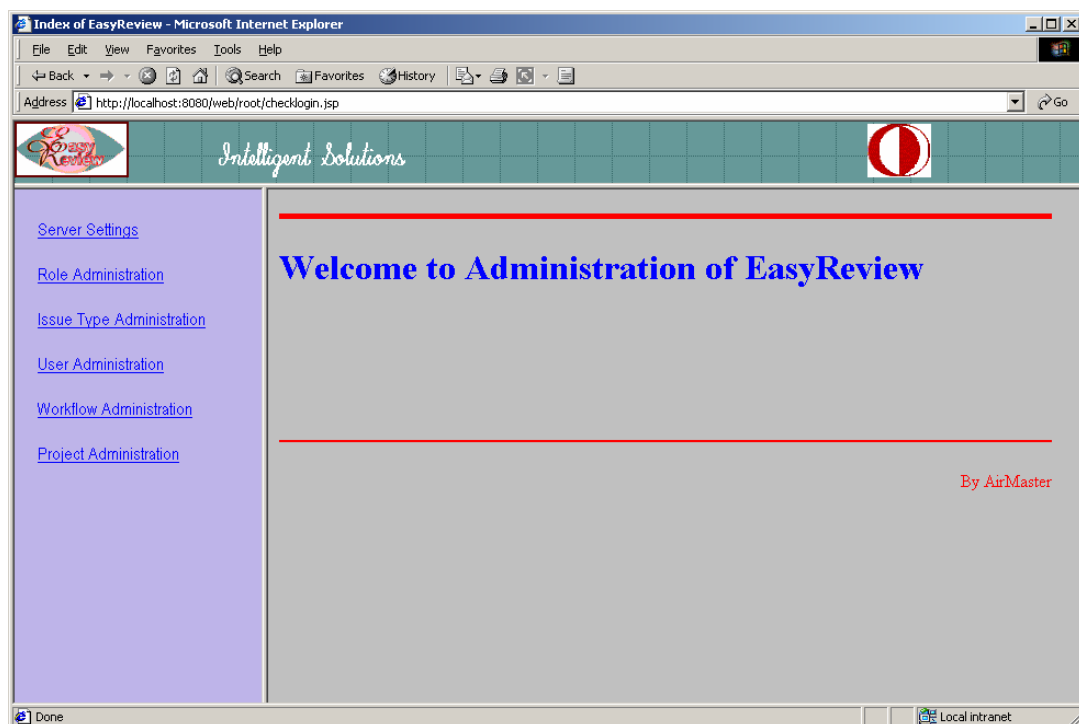 Index of EasyReview - Microsoft Internet Explorer
File Edit View Favorites Tools Help
Back Search Favorites History
Address http://localhost:8080/web/root/checklogin.jsp Go
Easy Review
Intelligent Solutions
Server Settings
Role Administration
Issue Type Administration
User Administration
Workflow Administration
Project Administration
Welcome to Administration of EasyReview
By AirMaster
Done Local intranet